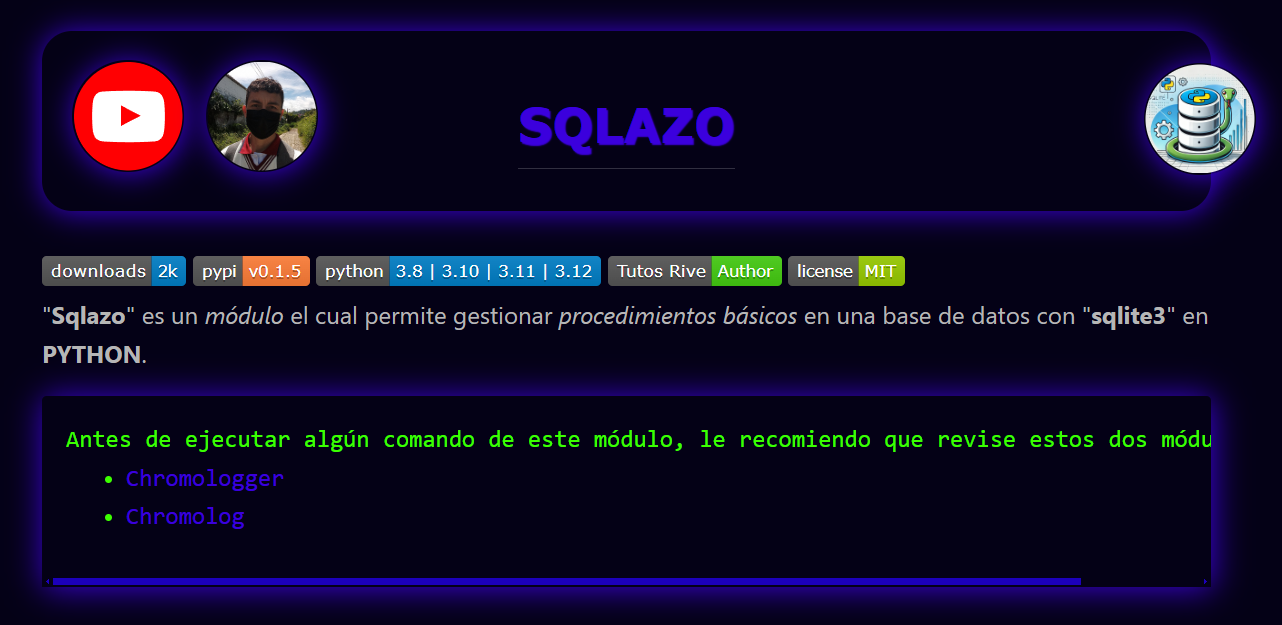 SQLAZO
downloads 2k pypi v0.1.5 python 3.8 | 3.10 | 3.11 | 3.12 Tutos Rive Author license MIT
"Sqlazo" es un módulo el cual permite gestionar procedimientos básicos en una base de datos con "sqlite3" en
PYTHON.
Antes de ejecutar algún comando de este módulo, le recomiendo que revise estos dos módu
• Chromologger
• Chromolog